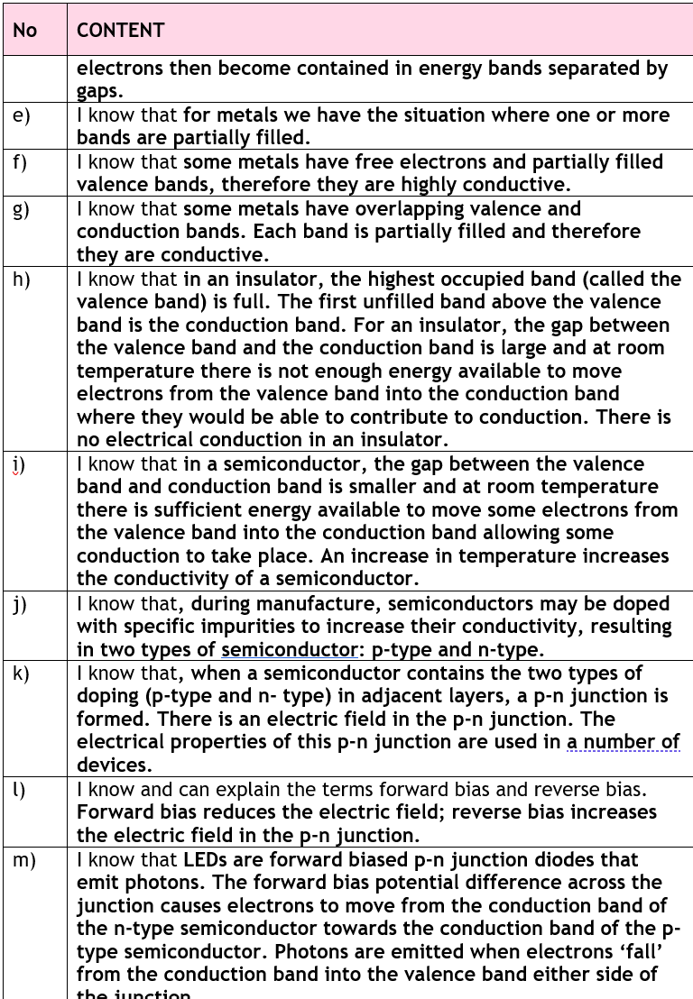 No CONTENT
electrons then become contained in energy bands separated by
gaps.
e) I know that for metals we have the situation where one or more
bands are partially filled.
f) I know that some metals have free electrons and partially filled
valence bands, therefore they are highly conductive.
g) I know that some metals have overlapping valence and
conduction bands. Each band is partially filled and therefore
they are conductive.
h) I know that in an insulator, the highest occupied band (called the
valence band) is full. The first unfilled band above the valence
band is the conduction band. For an insulator, the gap between
the valence band and the conduction band is large and at room
temperature there is not enough energy available to move
electrons from the valence band into the conduction band
where they would be able to contribute to conduction. There is
no electrical conduction in an insulator.
i) I know that in a semiconductor, the gap between the valence
band and conduction band is smaller and at room temperature
there is sufficient energy available to move some electrons from
the valence band into the conduction band allowing some
conduction to take place. An increase in temperature increases
the conductivity of a semiconductor.
j) I know that, during manufacture, semiconductors may be doped
with specific impurities to increase their conductivity, resulting
in two types of semiconductor: p-type and n-type.
k) I know that, when a semiconductor contains the two types of
doping (p-type and n- type) in adjacent layers, a p-n junction is
formed. There is an electric field in the p-n junction. The
electrical properties of this p-n junction are used in a number of
devices.
l) I know and can explain the terms forward bias and reverse bias.
Forward bias reduces the electric field; reverse bias increases
the electric field in the p-n junction.
m) I know that LEDs are forward biased p-n junction diodes that
emit photons. The forward bias potential difference across the
junction causes electrons to move from the conduction band of
the n-type semiconductor towards the conduction band of the p-
type semiconductor. Photons are emitted when electrons ‘fall’
from the conduction band into the valence band either side of
the junction